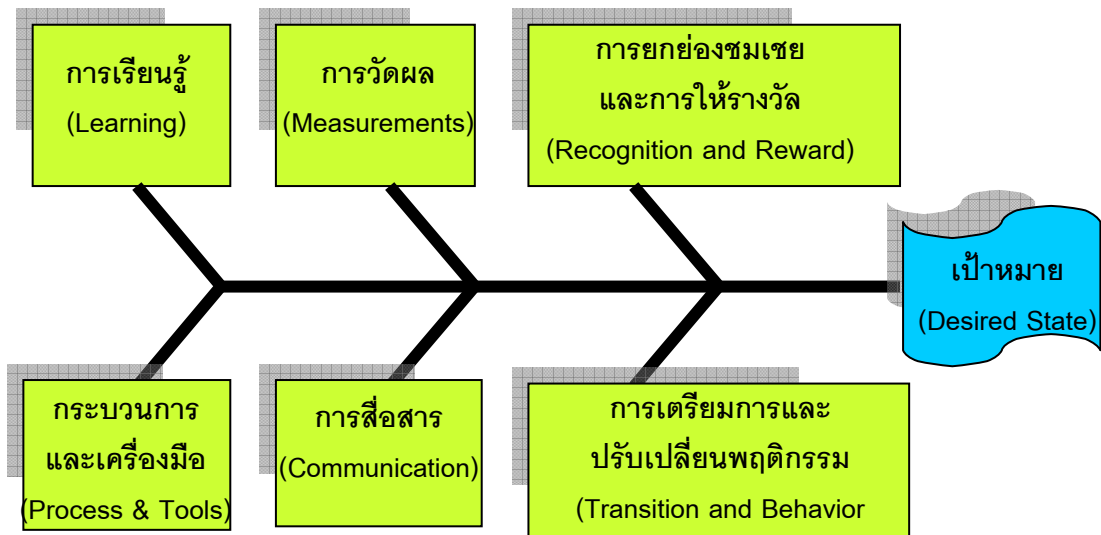 การเรียนรู้
(Learning)
การวัดผล
(Measurements)
การยกย่องชมเชย
และการให้รางวัล
(Recognition and Reward)
เป้าหมาย
(Desired State)
กระบวนการ
และเครื่องมือ
(Process & Tools)
การสื่อสาร
(Communication)
การเตรียมการและ
ปรับเปลี่ยนพฤติกรรม
(Transition and Behavior